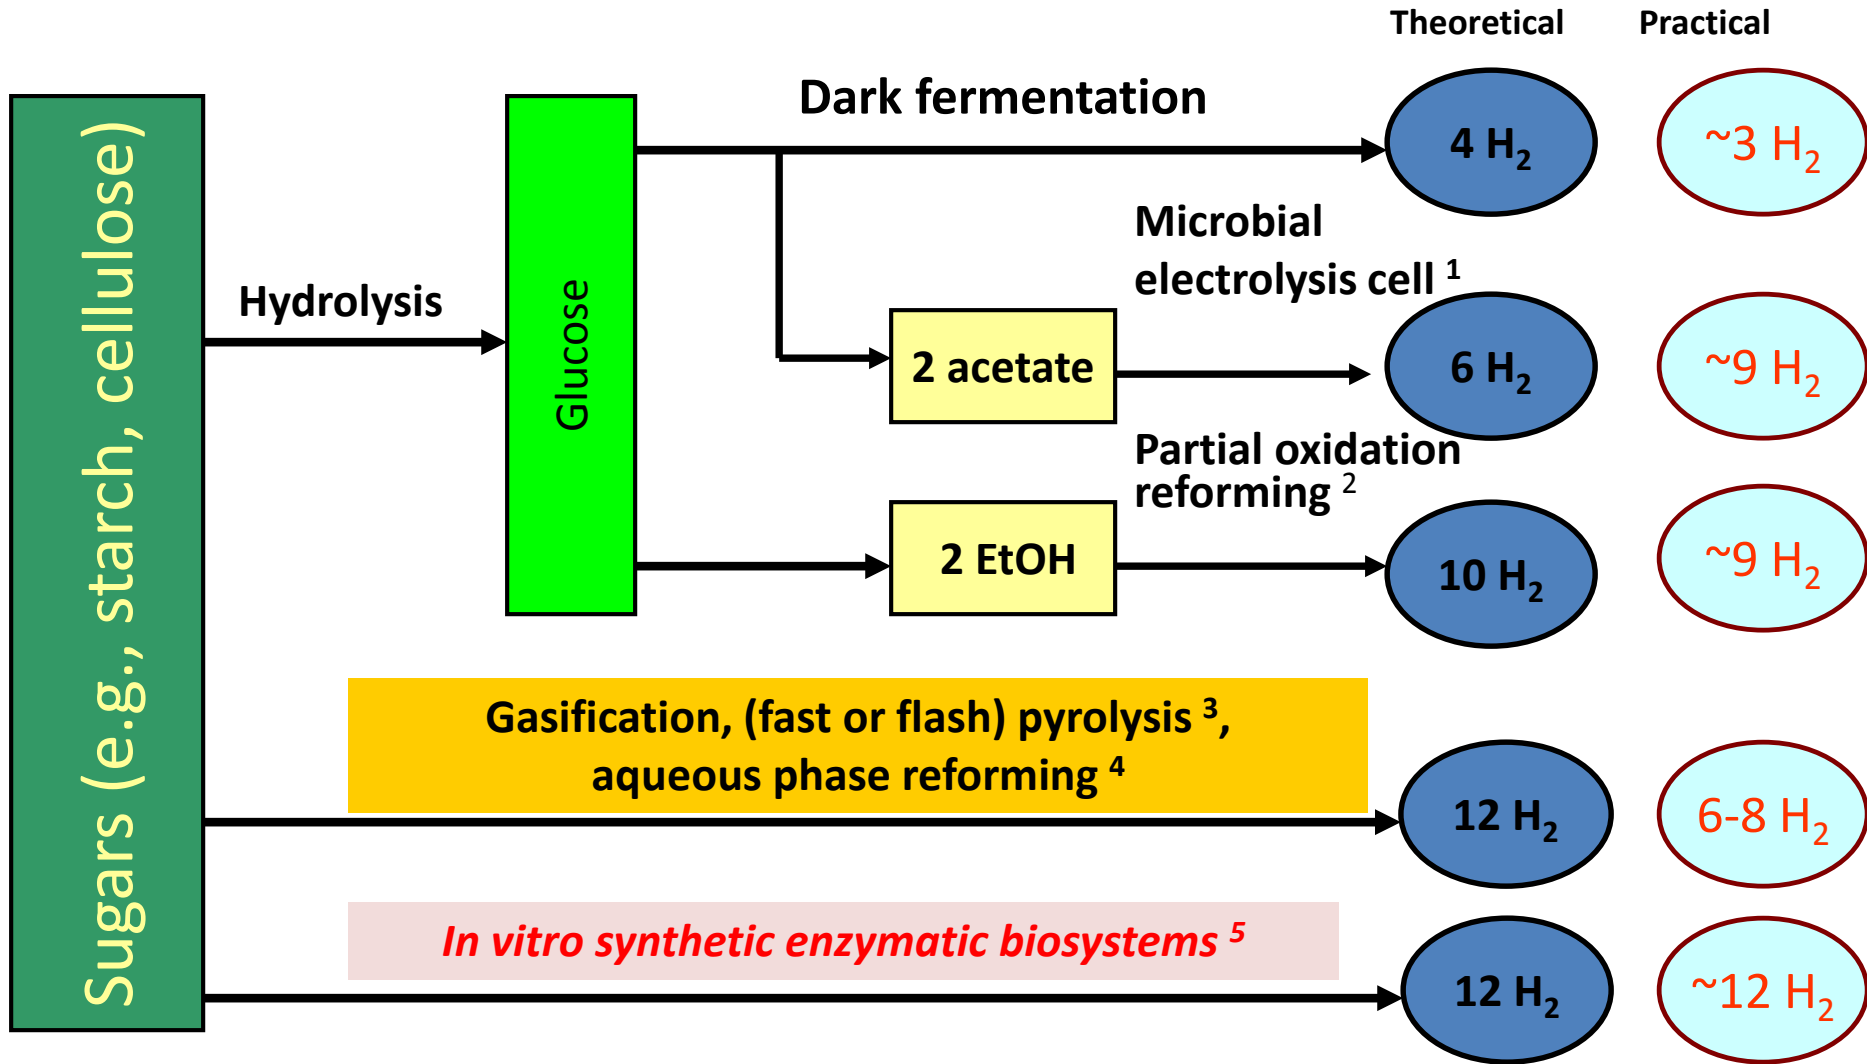 Theoretical Practical
Sugars (e.g., starch, cellulose)
Hydrolysis
Glucose
Dark fermentation
4 H₂
~3 H₂
Microbial
electrolysis cell ¹
2 acetate
6 H₂
~9 H₂
Partial oxidation
reforming ²
2 EtOH
10 H₂
~9 H₂
Gasification, (fast or flash) pyrolysis ³,
aqueous phase reforming ⁴
12 H₂
6-8 H₂
In vitro synthetic enzymatic biosystems ⁵
12 H₂
~12 H₂